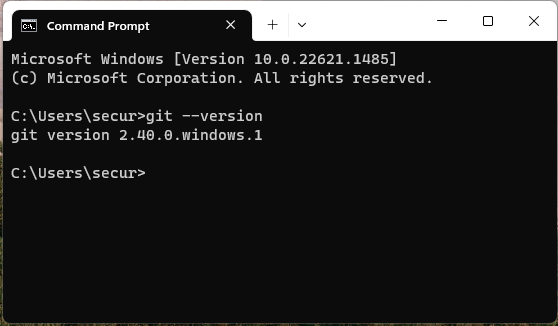 Command Prompt
Microsoft Windows [Version 10.0.22621.1485]
(c) Microsoft Corporation. All rights reserved.
C:\Users\secur>git --version
git version 2.40.0.windows.1
C:\Users\secur>